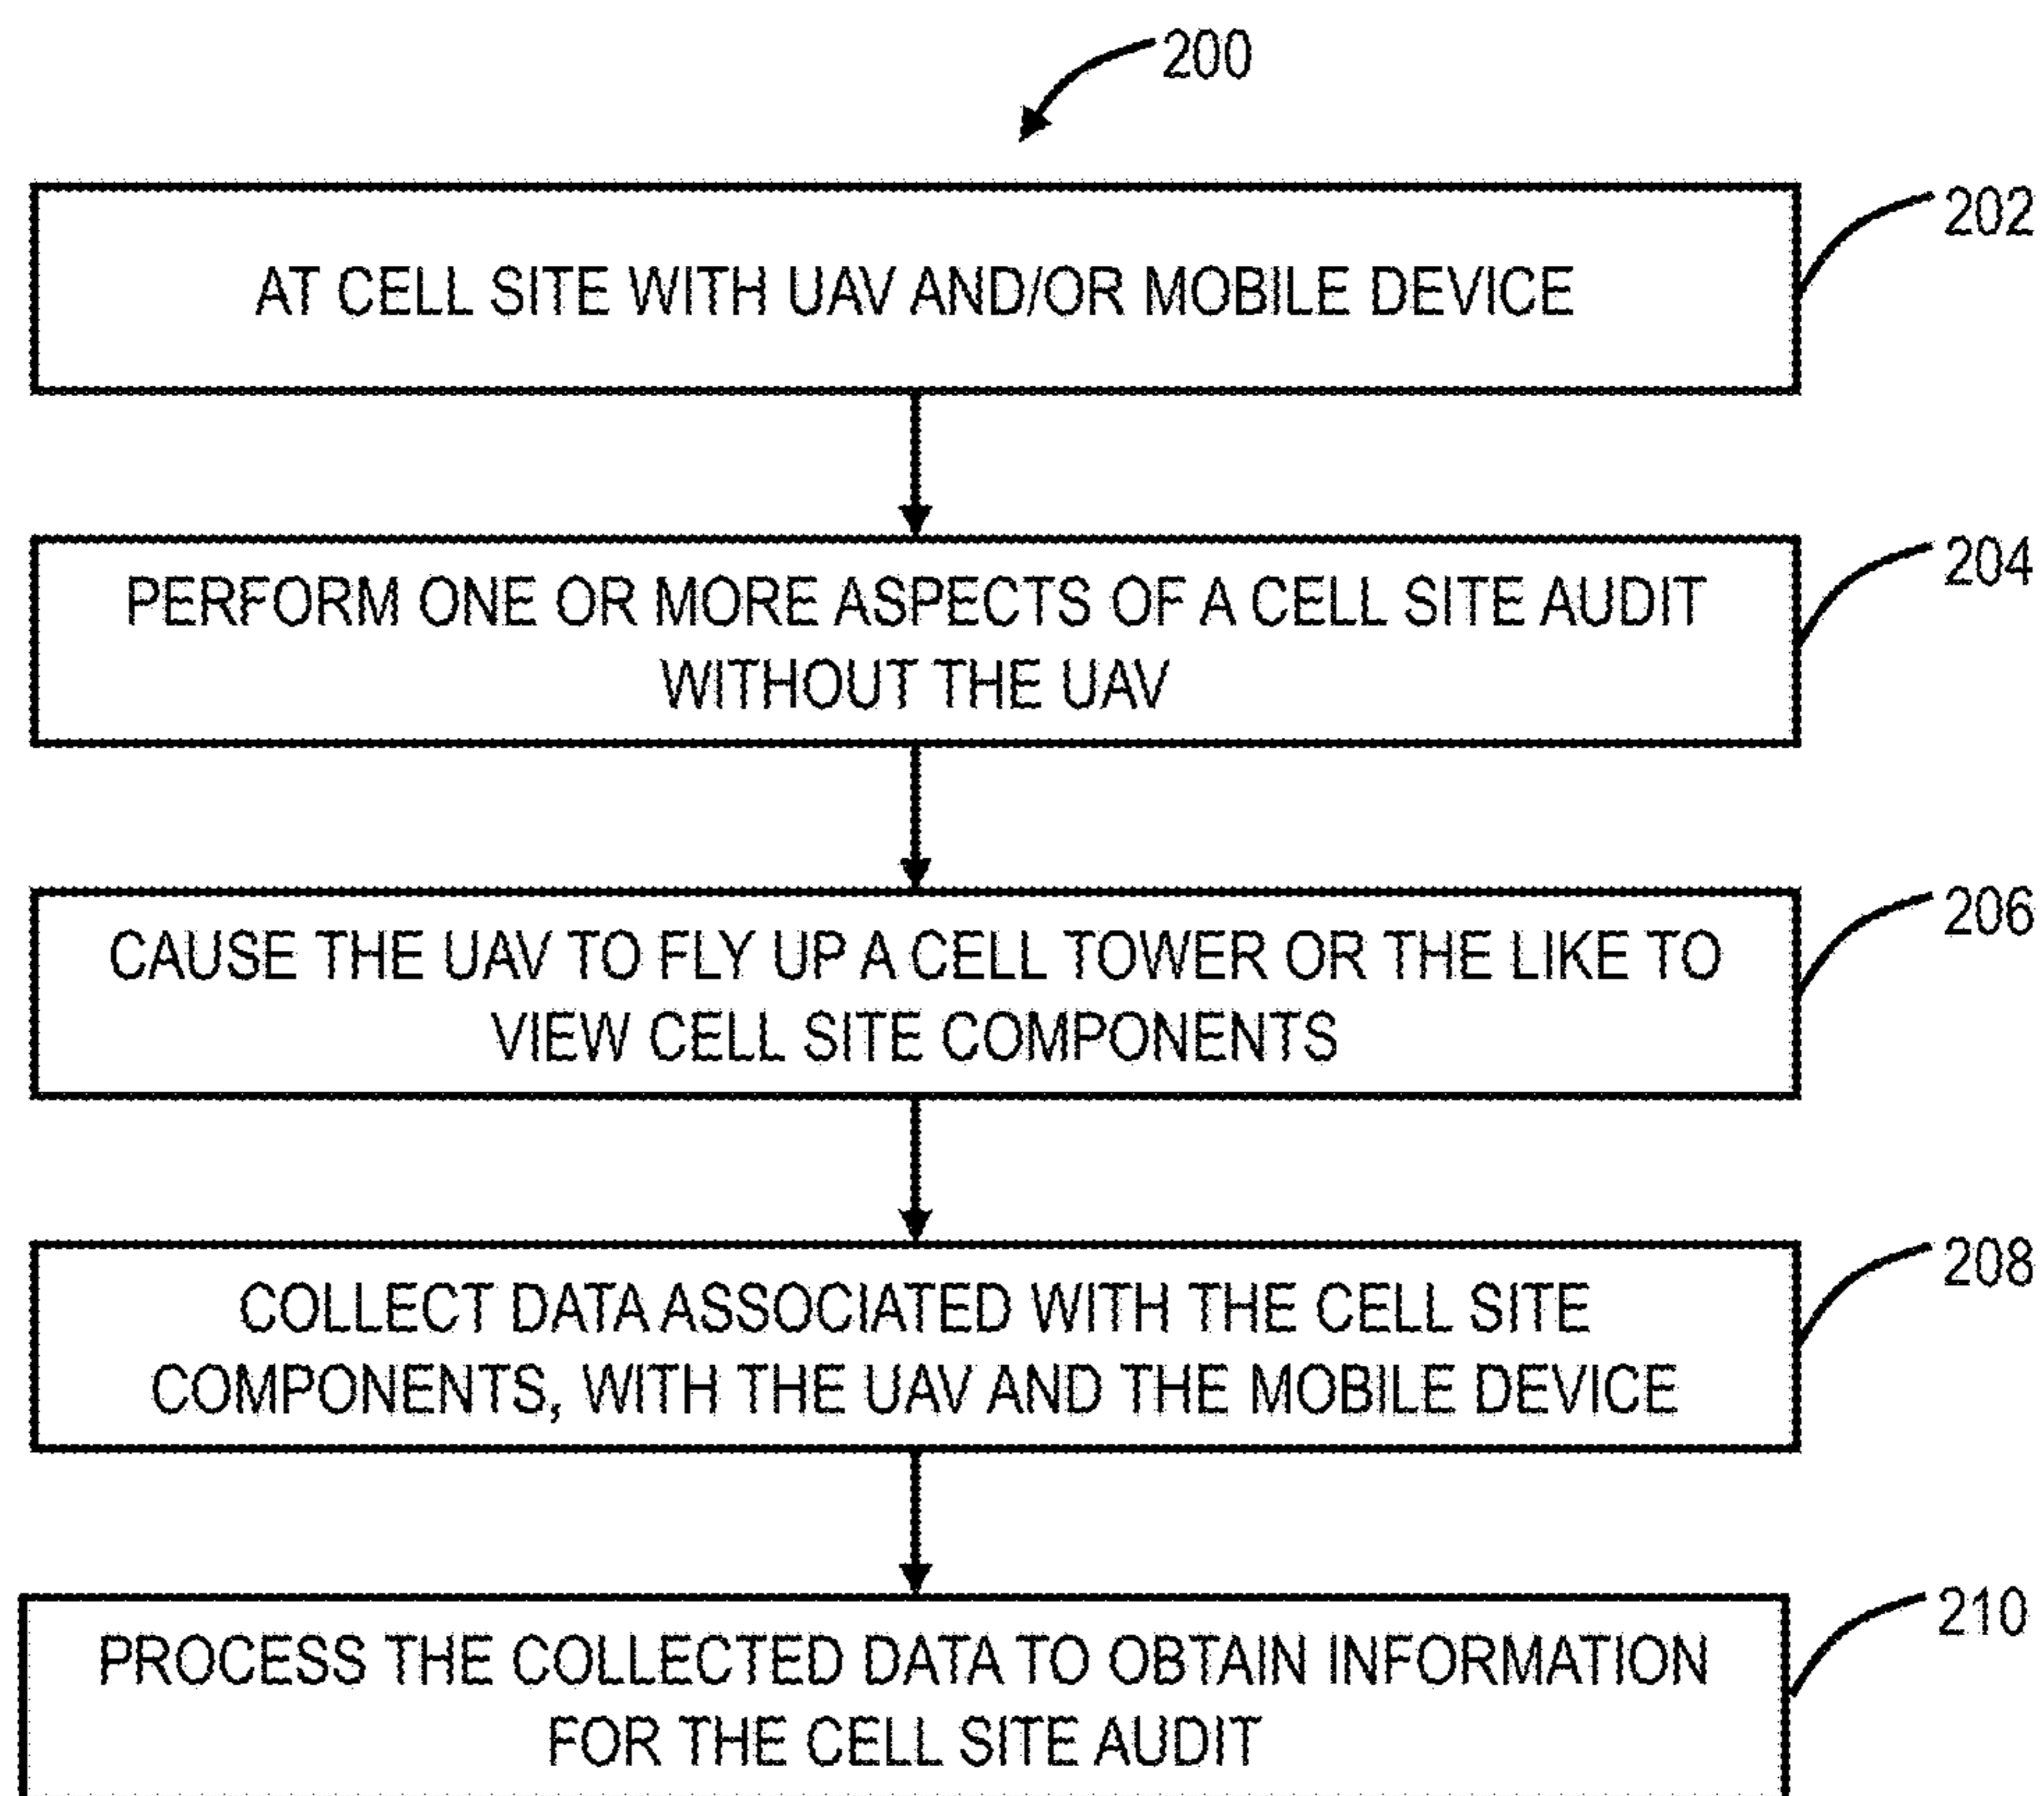 200
AT CELL SITE WITH UAV AND/OR MOBILE DEVICE
202
PERFORM ONE OR MORE ASPECTS OF A CELL SITE AUDIT
WITHOUT THE UAV
204
CAUSE THE UAV TO FLY UP A CELL TOWER OR THE LIKE TO
VIEW CELL SITE COMPONENTS
206
COLLECT DATA ASSOCIATED WITH THE CELL SITE
COMPONENTS, WITH THE UAV AND THE MOBILE DEVICE
208
PROCESS THE COLLECTED DATA TO OBTAIN INFORMATION
FOR THE CELL SITE AUDIT
210